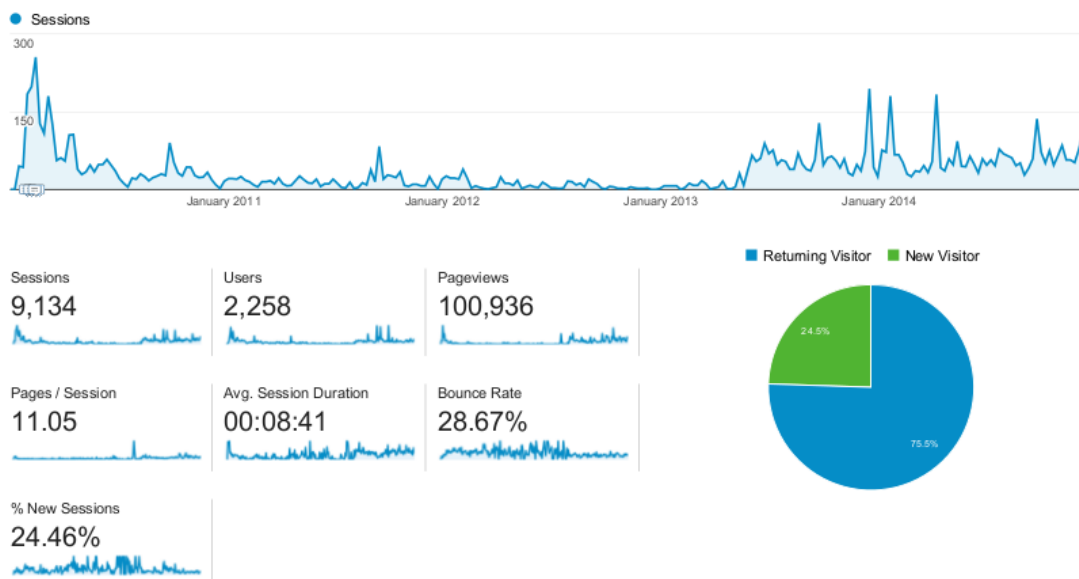 Sessions
300
150
January 2011
January 2012
January 2013
January 2014
Returning Visitor
New Visitor
Sessions
9,134
Users
2,258
Pageviews
100,936
Pages / Session
11.05
Avg. Session Duration
00:08:41
Bounce Rate
28.67%
% New Sessions
24.46%
24.5%
75.5%